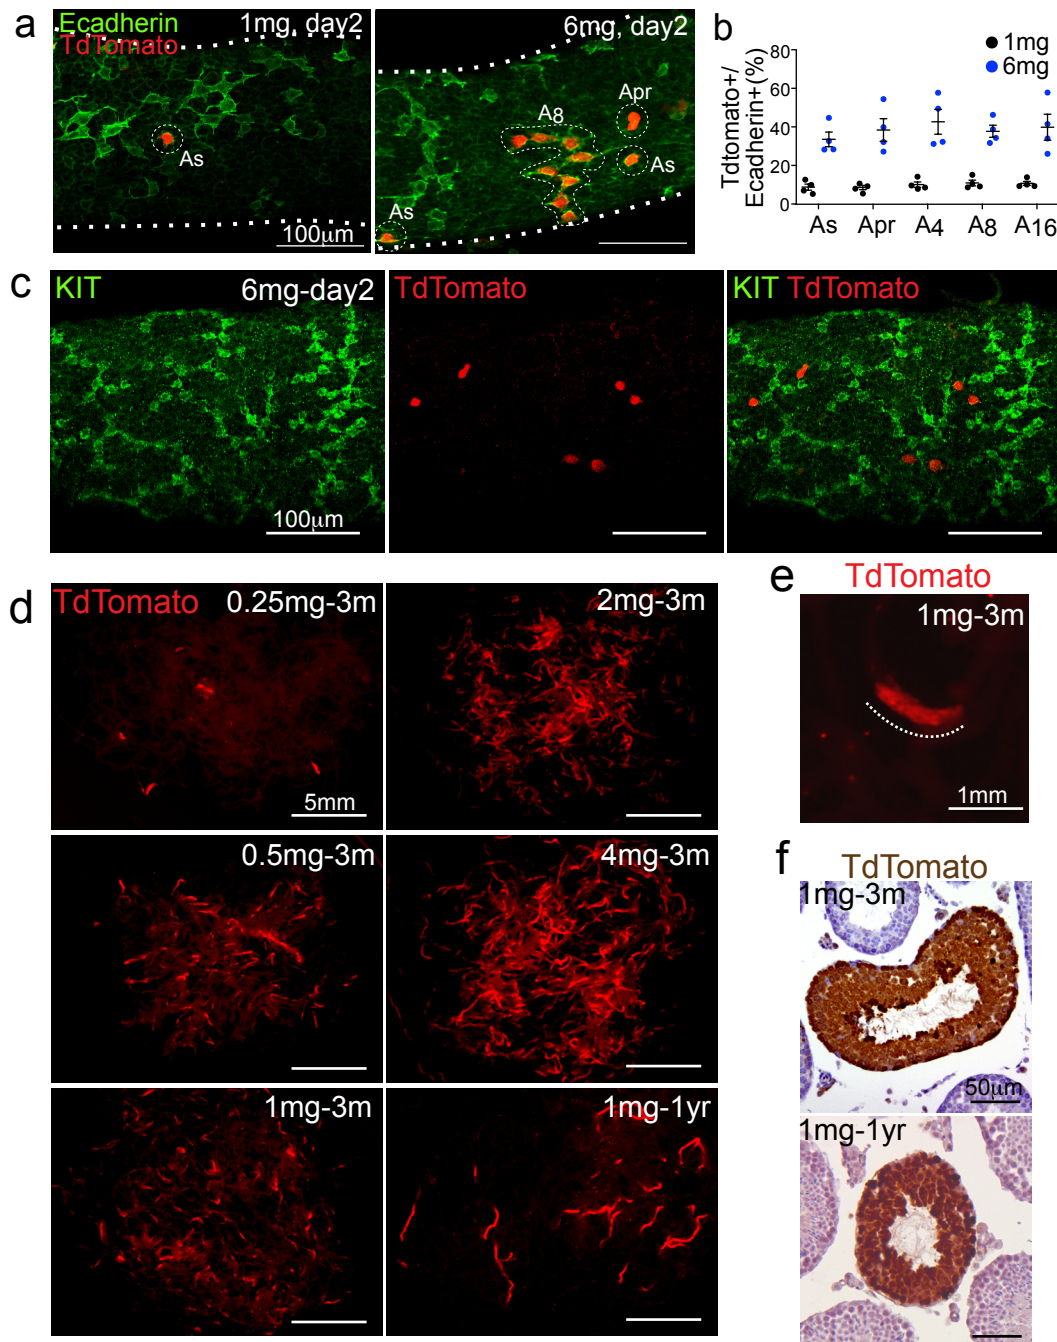 a
Ecadherin
TdTomato
1mg, day2
As
100μm
6mg, day2
Apr
A8
As
As
b
1mg
6mg
Tdtomato+/
Ecadherin+(%)
80
60
40
20
0
As Apr A4 A8 A16
c
KIT
6mg-day2
100μm
TdTomato
KIT TdTomato
d
TdTomato
0.25mg-3m
5mm
2mg-3m
0.5mg-3m
4mg-3m
1mg-3m
1mg-1yr
e
TdTomato
1mg-3m
1mm
f
TdTomato
1mg-3m
50μm
1mg-1yr